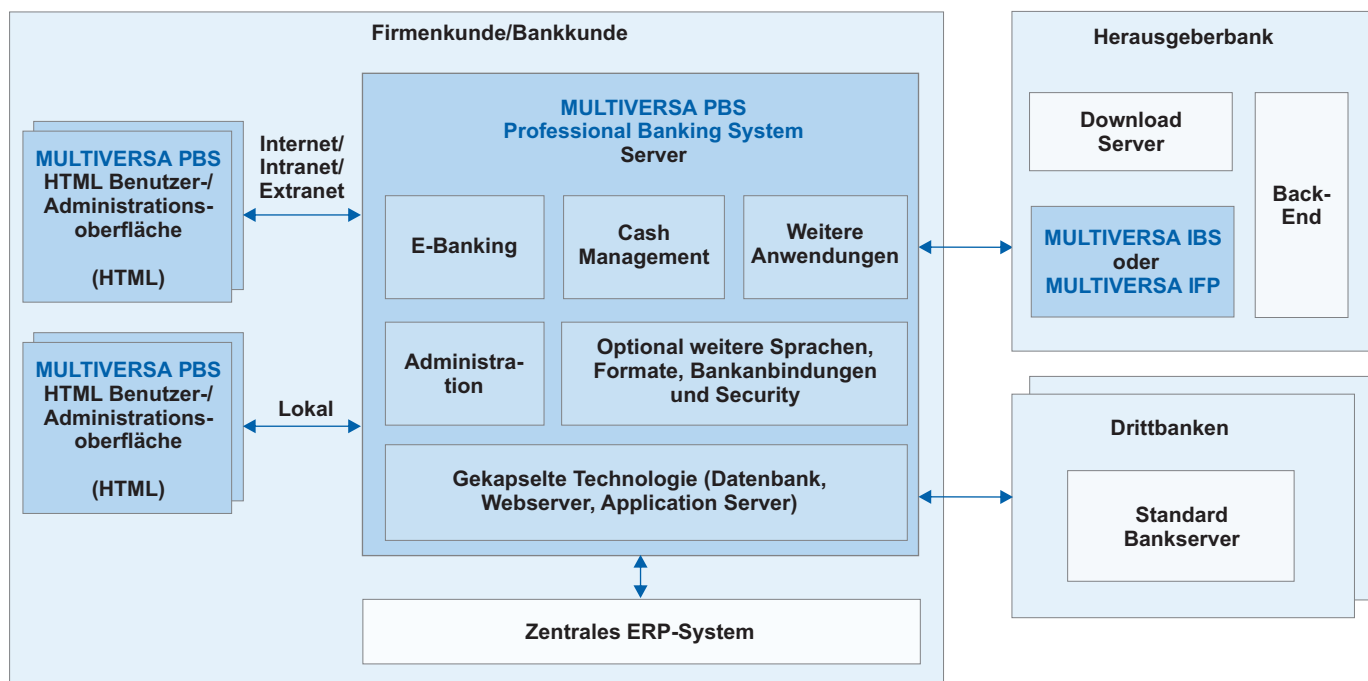 Firmenkunde/Bankkunde
MULTIVERSA PBS
HTML Benutzer-/
Administrations-
oberfläche
(HTML)
Internet/
Intranet/
Extranet
MULTIVERSA PBS
HTML Benutzer-/
Administrations-
oberfläche
(HTML)
Lokal
MULTIVERSA PBS
Professional Banking System
Server
E-Banking
Cash
Management
Weitere
Anwendungen
Administra-
tion
Optional weitere Sprachen,
Formate, Bankanbindungen
und Security
Gekapselte Technologie (Datenbank,
Webserver, Application Server)
Zentrales ERP-System
Herausgeberbank
Download
Server
MULTIVERSA IBS
oder
MULTIVERSA IFP
Back-
End
Drittbanken
Standard
Bankserver